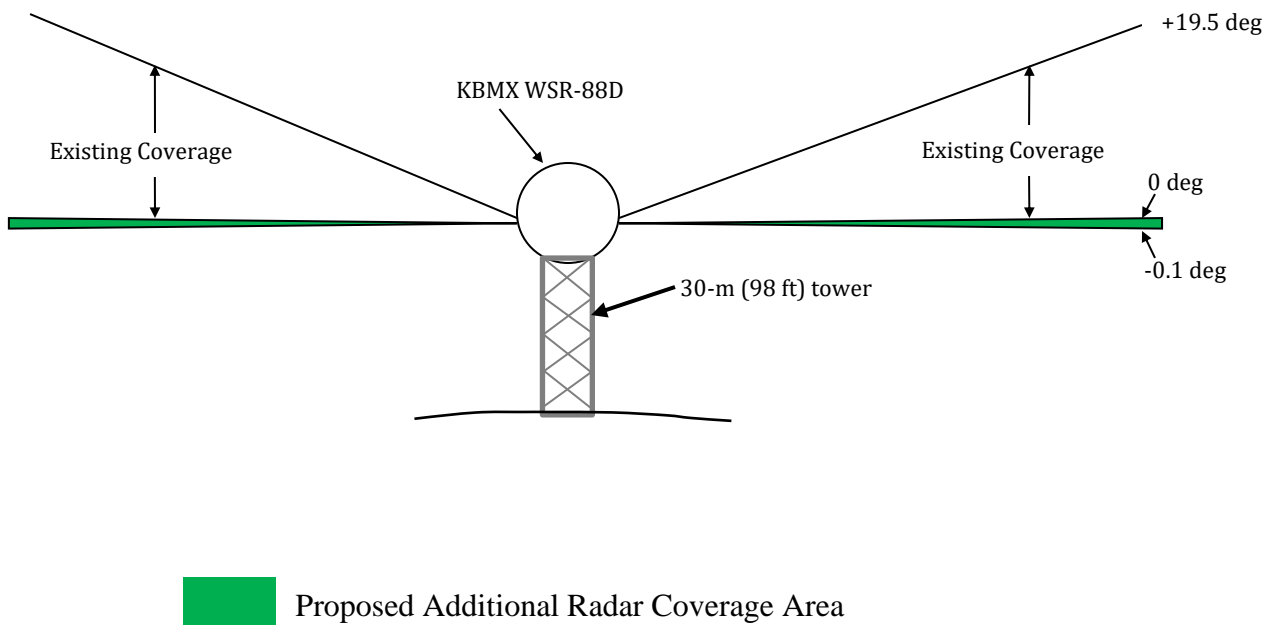 +19.5 deg
KBMX WSR-88D
Existing Coverage
Existing Coverage
0 deg
-0.1 deg
30-m (98 ft) tower
Proposed Additional Radar Coverage Area